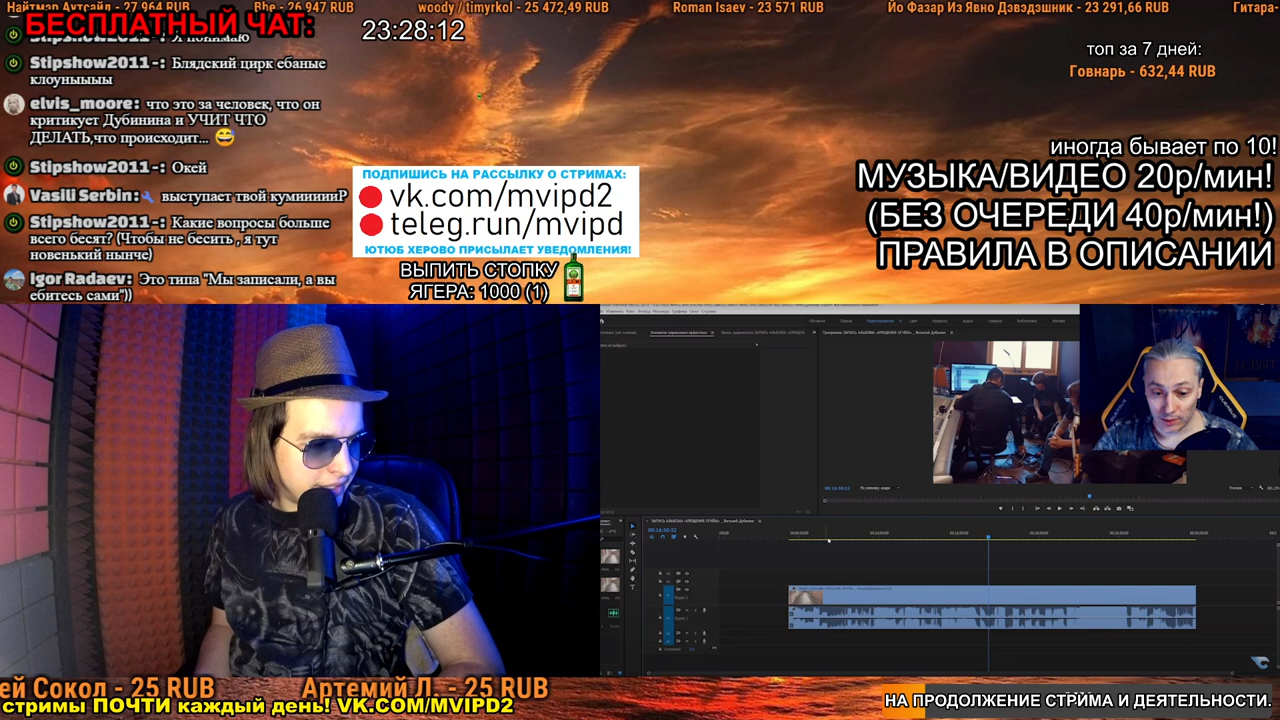 Найтмэр Аутсайд - 27 964 RUB
Bbe - 26 947 RUB
woody / timyrkol - 25 472,49 RUB
Roman Isaev - 23 571 RUB
Йо Фазар Из Явно Дэвэдэшник - 23 291,66 RUB
Гитара-
БЕСПЛАТНЫЙ ЧАТ:
23:28:12
Stipshow2011-: Я понимаю
Stipshow2011-: Блядский цирк ебаные
клоуныыыы
elvis_moore: что это за человек, что он
критикует Дубинина и УЧИТ ЧТО
ДЕЛАТЬ,что происходит...
Stipshow2011-: Окей
Vasili Serbin: выступает твой кумииииР
Stipshow2011-: Какие вопросы больше
всего бесят? (Чтобы не бесить , я тут
новенький нынче)
Igor Radaev: Это типа "Мы записали, а вы
ебитесь сами"))
ПОДПИШИСЬ НА РАССЫЛКУ О СТРИМАХ:
vk.com/mvipd2
teleg.run/mvipd
ЮТЮБ ХЕРОВО ПРИСЫЛАЕТ УВЕДОМЛЕНИЯ!
ВЫПИТЬ СТОПКУ
ЯГЕРА: 1000 (1)
топ за 7 дней:
Говнарь - 632,44 RUB
иногда бывает по 10!
МУЗЫКА/ВИДЕО 20р/мин!
(БЕЗ ОЧЕРЕДИ 40р/мин!)
ПРАВИЛА В ОПИСАНИИ
ей Сокол - 25 RUB
Артемий Л. - 25 RUB
стримы ПОЧТИ каждый день! VK.COM/MVIPD2
НА ПРОДОЛЖЕНИЕ СТРИМА И ДЕЯТЕЛЬНОСТИ.